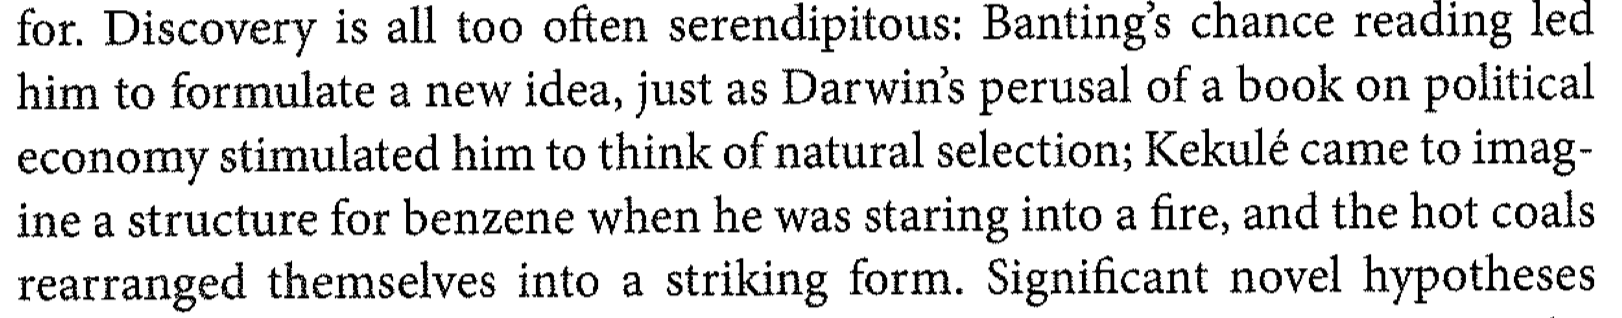 for. Discovery is all too often serendipitous: Banting’s chance reading led
him to formulate a new idea, just as Darwin’s perusal of a book on political
economy stimulated him to think of natural selection; Kekulé came to imag-
ine a structure for benzene when he was staring into a fire, and the hot coals
rearranged themselves into a striking form. Significant novel hypotheses